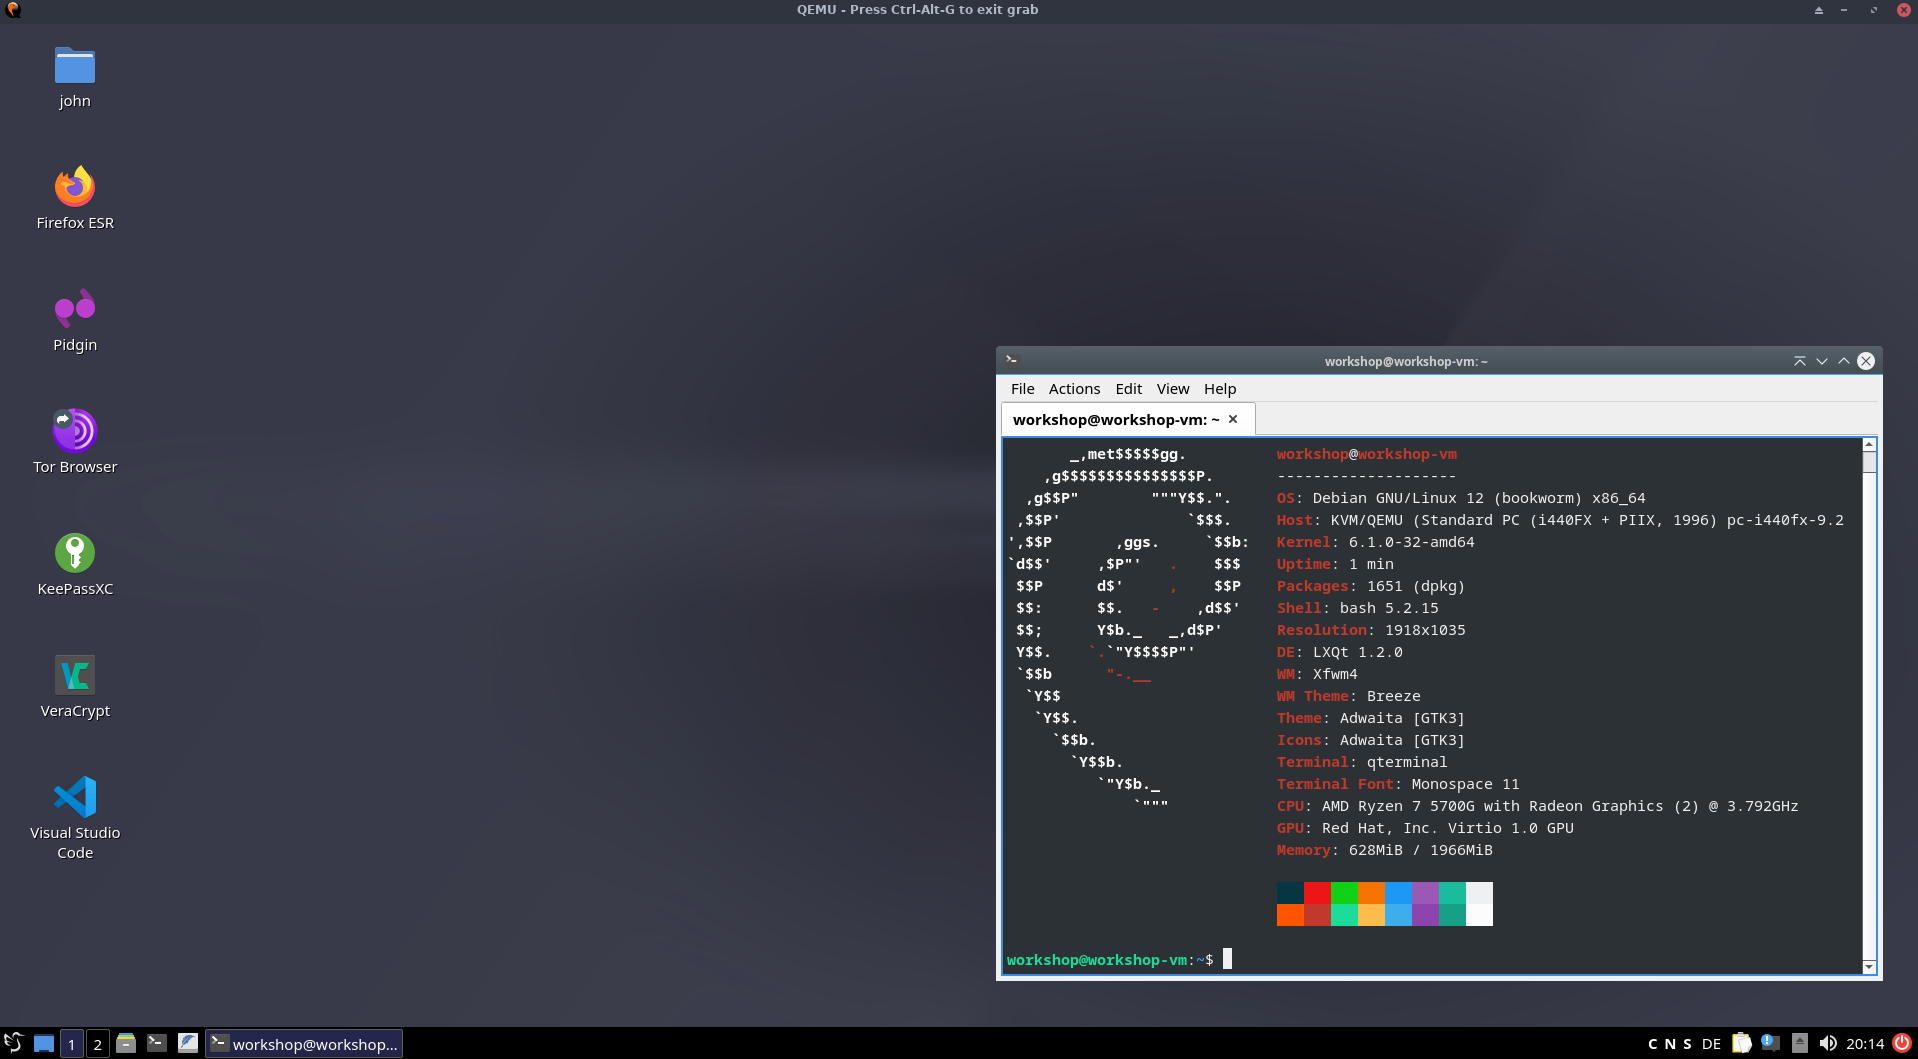 QEMU - Press Ctrl-Alt-G to exit grab
john
Firefox ESR
Pidgin
Tor Browser
KeePassXC
VeraCrypt
Visual Studio
Code
workshop@workshop-vm: ~
File Actions Edit View Help
workshop@workshop-vm: ~
       _,met$$$$$gg.          workshop@workshop-vm
    ,g$$$$$$$$$$$$$$$P.       --------------------
  ,g$$P"        """Y$$.".     OS: Debian GNU/Linux 12 (bookworm) x86_64
 ,$$P'              `$$$.     Host: KVM/QEMU (Standard PC (i440FX + PIIX, 1996) pc-i440fx-9.2
',$$P       ,ggs.     `$$b:   Kernel: 6.1.0-32-amd64
`d$$'     ,$P"'   .    $$$    Uptime: 1 min
 $$P      d$'     ,    $$P    Packages: 1651 (dpkg)
 $$:      $$.   -    ,d$$'    Shell: bash 5.2.15
 $$;      Y$b._   _,d$P'      Resolution: 1918x1035
 Y$$.    `.`"Y$$$$P"'         DE: LXQt 1.2.0
 `$$b      "-.__              WM: Xfwm4
  `Y$$                        WM Theme: Breeze
   `Y$$.                      Theme: Adwaita [GTK3]
     `$$b.                    Icons: Adwaita [GTK3]
       `Y$$b.                 Terminal: qterminal
          `"Y$b._             Terminal Font: Monospace 11
              `"""            CPU: AMD Ryzen 7 5700G with Radeon Graphics (2) @ 3.792GHz
                              GPU: Red Hat, Inc. Virtio 1.0 GPU
                              Memory: 628MiB / 1966MiB
workshop@workshop-vm:~$
1 2 workshop@workshop... C N S DE 20:14